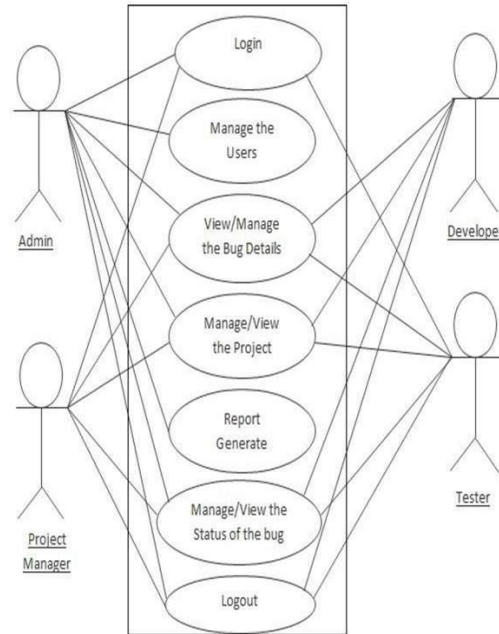 Login
Manage the
Users
View/Manage
the Bug Details
Manage/View
the Project
Report
Generate
Manage/View the
Status of the bug
Logout
Admin
Project
Manager
Develope
Tester